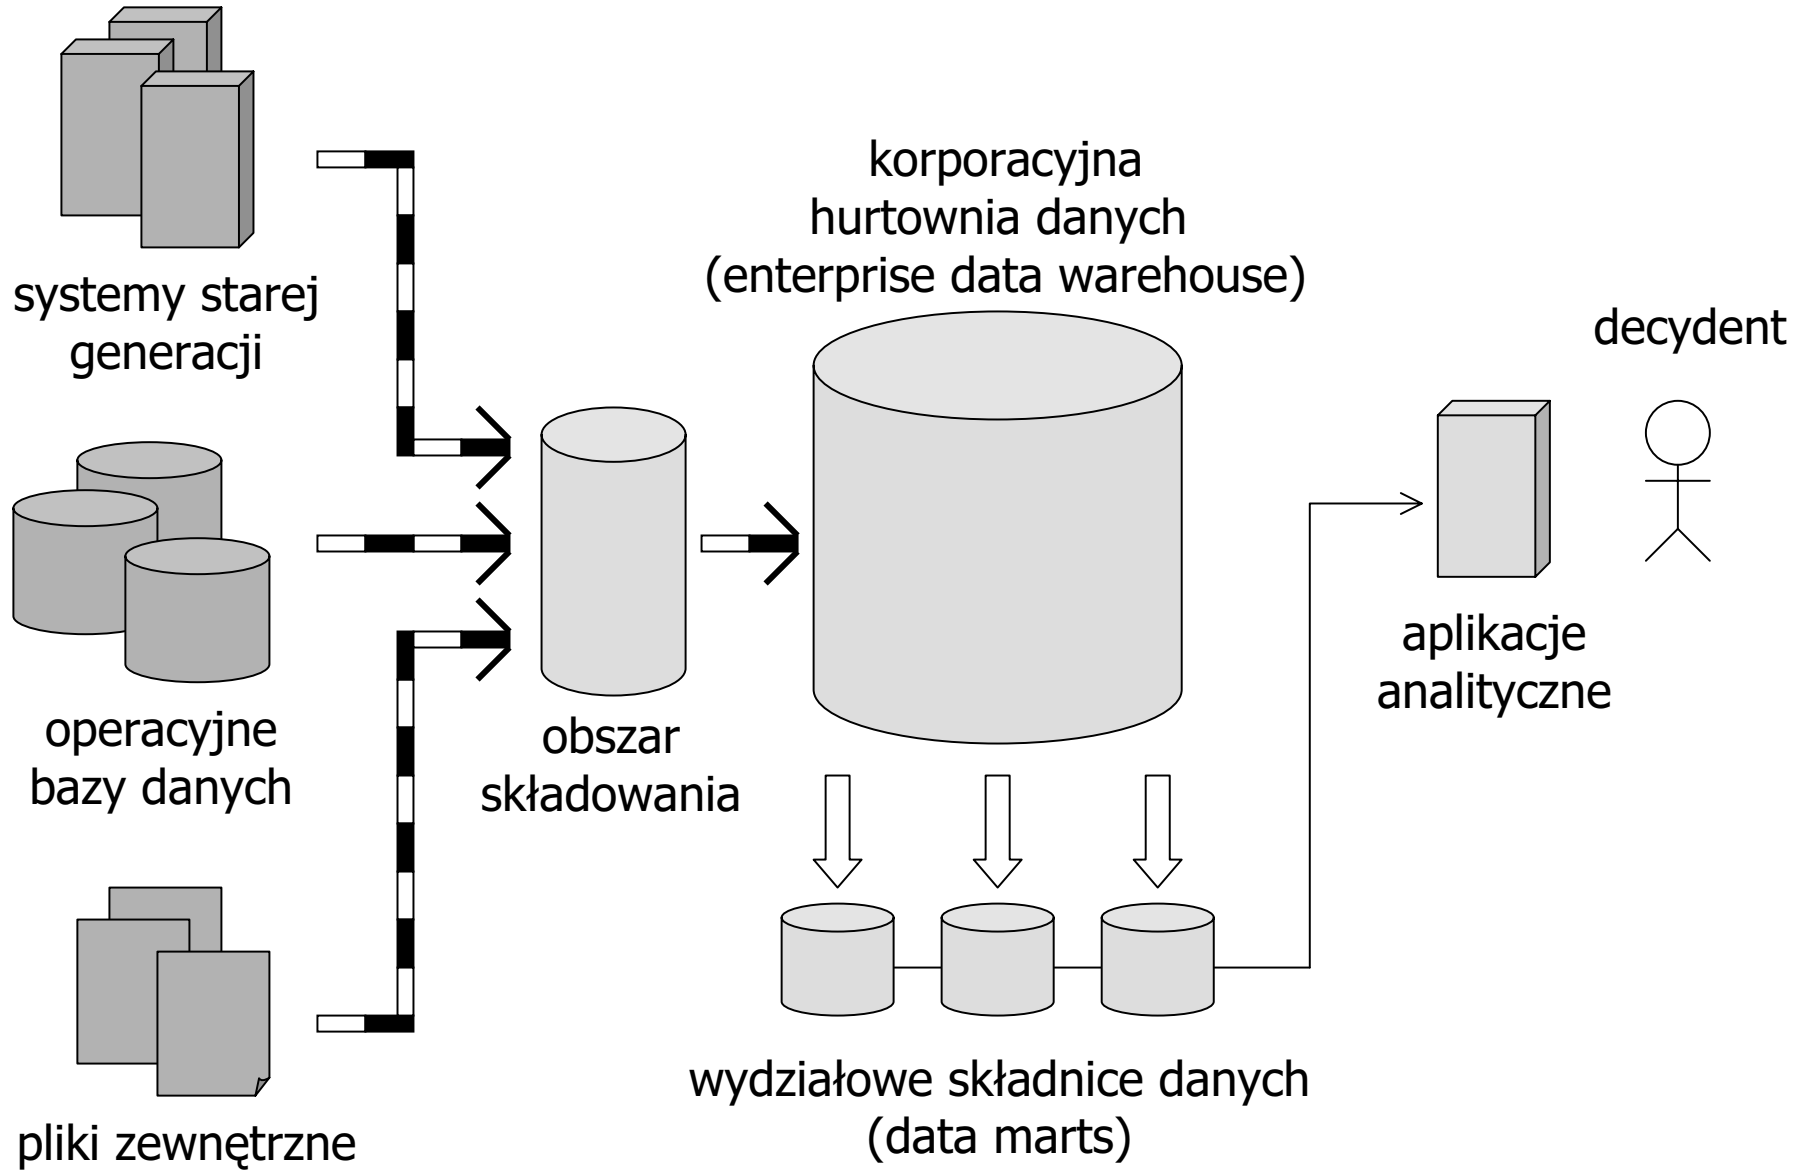 systemy starej
generacji
operacyjne
bazy danych
pliki zewnętrzne
obszar
składowania
korporacyjna
hurtownia danych
(enterprise data warehouse)
wydziałowe składnice danych
(data marts)
aplikacje
analityczne
decydent